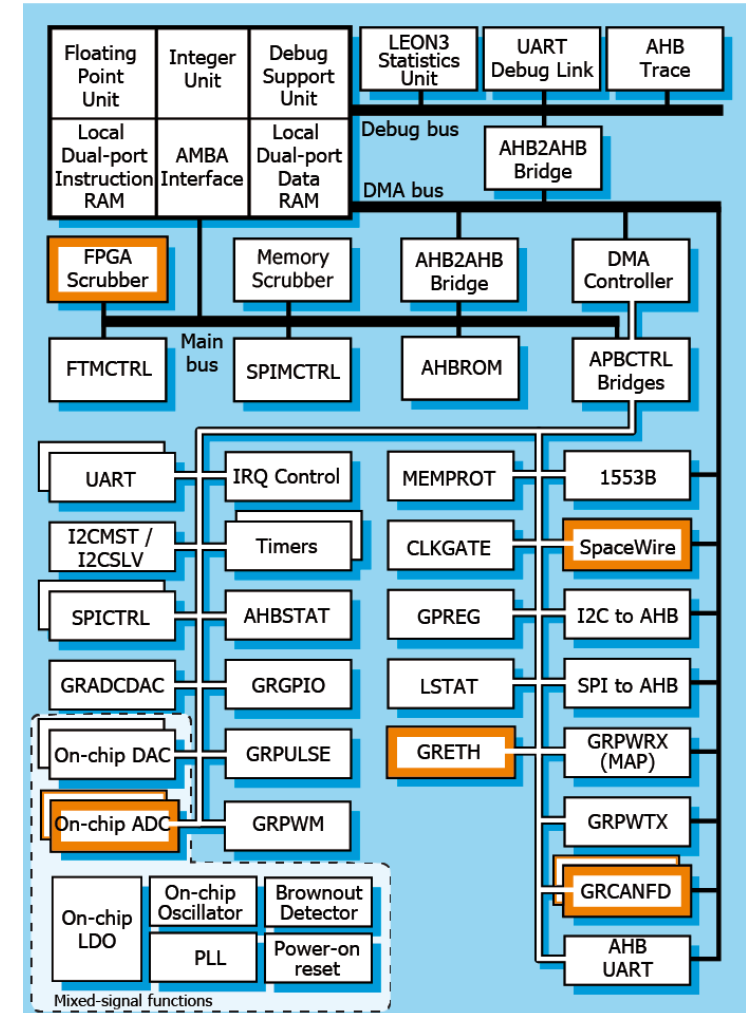 Floating
Point
Unit
Integer
Unit
Debug
Support
Unit
LEON3
Statistics
Unit
UART
Debug Link
AHB
Trace
Local
Dual-port
Instruction
RAM
AMBA
Interface
Local
Dual-port
Data
RAM
Debug bus
AHB2AHB
Bridge
DMA bus
FPGA
Scrubber
Memory
Scrubber
AHB2AHB
Bridge
DMA
Controller
Main
bus
FTMCTRL
SPIMCTRL
AHBROM
APBCTRL
Bridges
UART
IRQ Control
MEMPROT
1553B
I2CMST /
I2CSLV
Timers
CLKGATE
SpaceWire
SPICTRL
AHBSTAT
GPREG
I2C to AHB
GRADCDAC
GRGPIO
LSTAT
SPI to AHB
On-chip DAC
GRPULSE
GRETH
GRPWRX
(MAP)
On-chip ADC
GRPWM
GRPWTX
GRCANFD
On-chip
LDO
On-chip
Oscillator
Brownout
Detector
PLL
Power-on
reset
AHB
UART
Mixed-signal functions